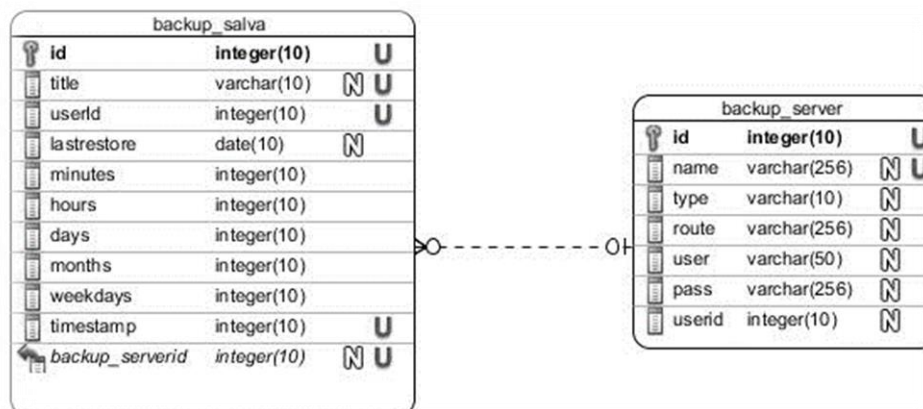 backup_salva
id integer(10) U
title varchar(10) N U
userId integer(10) U
lastrestore date(10) N
minutes integer(10)
hours integer(10)
days integer(10)
months integer(10)
weekdays integer(10)
timestamp integer(10) U
backup_serverid integer(10) N U
backup_server
id integer(10) U
name varchar(256) N U
type varchar(10) N
route varchar(256) N
user varchar(50) N
pass varchar(256) N
userid integer(10) N